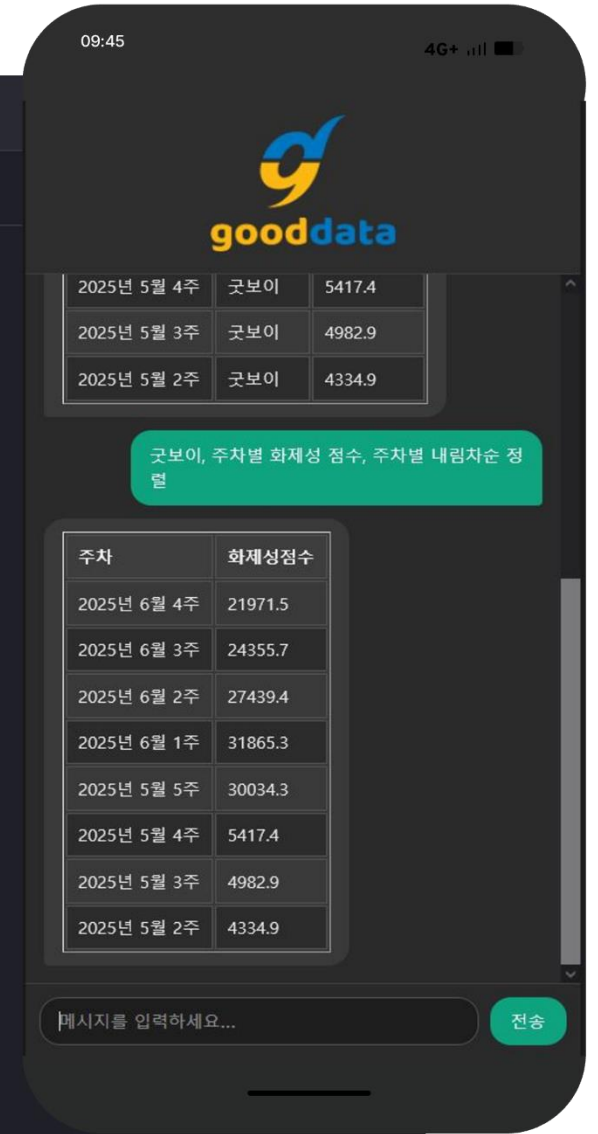 09:45
4G+
gooddata
2025년 5월 4주 굿보이 5417.4
2025년 5월 3주 굿보이 4982.9
2025년 5월 2주 굿보이 4334.9
굿보이, 주차별 화제성 점수, 주차별 내림차순 정
렬
주차 화제성점수
2025년 6월 4주 21971.5
2025년 6월 3주 24355.7
2025년 6월 2주 27439.4
2025년 6월 1주 31865.3
2025년 5월 5주 30034.3
2025년 5월 4주 5417.4
2025년 5월 3주 4982.9
2025년 5월 2주 4334.9
메시지를 입력하세요...
전송